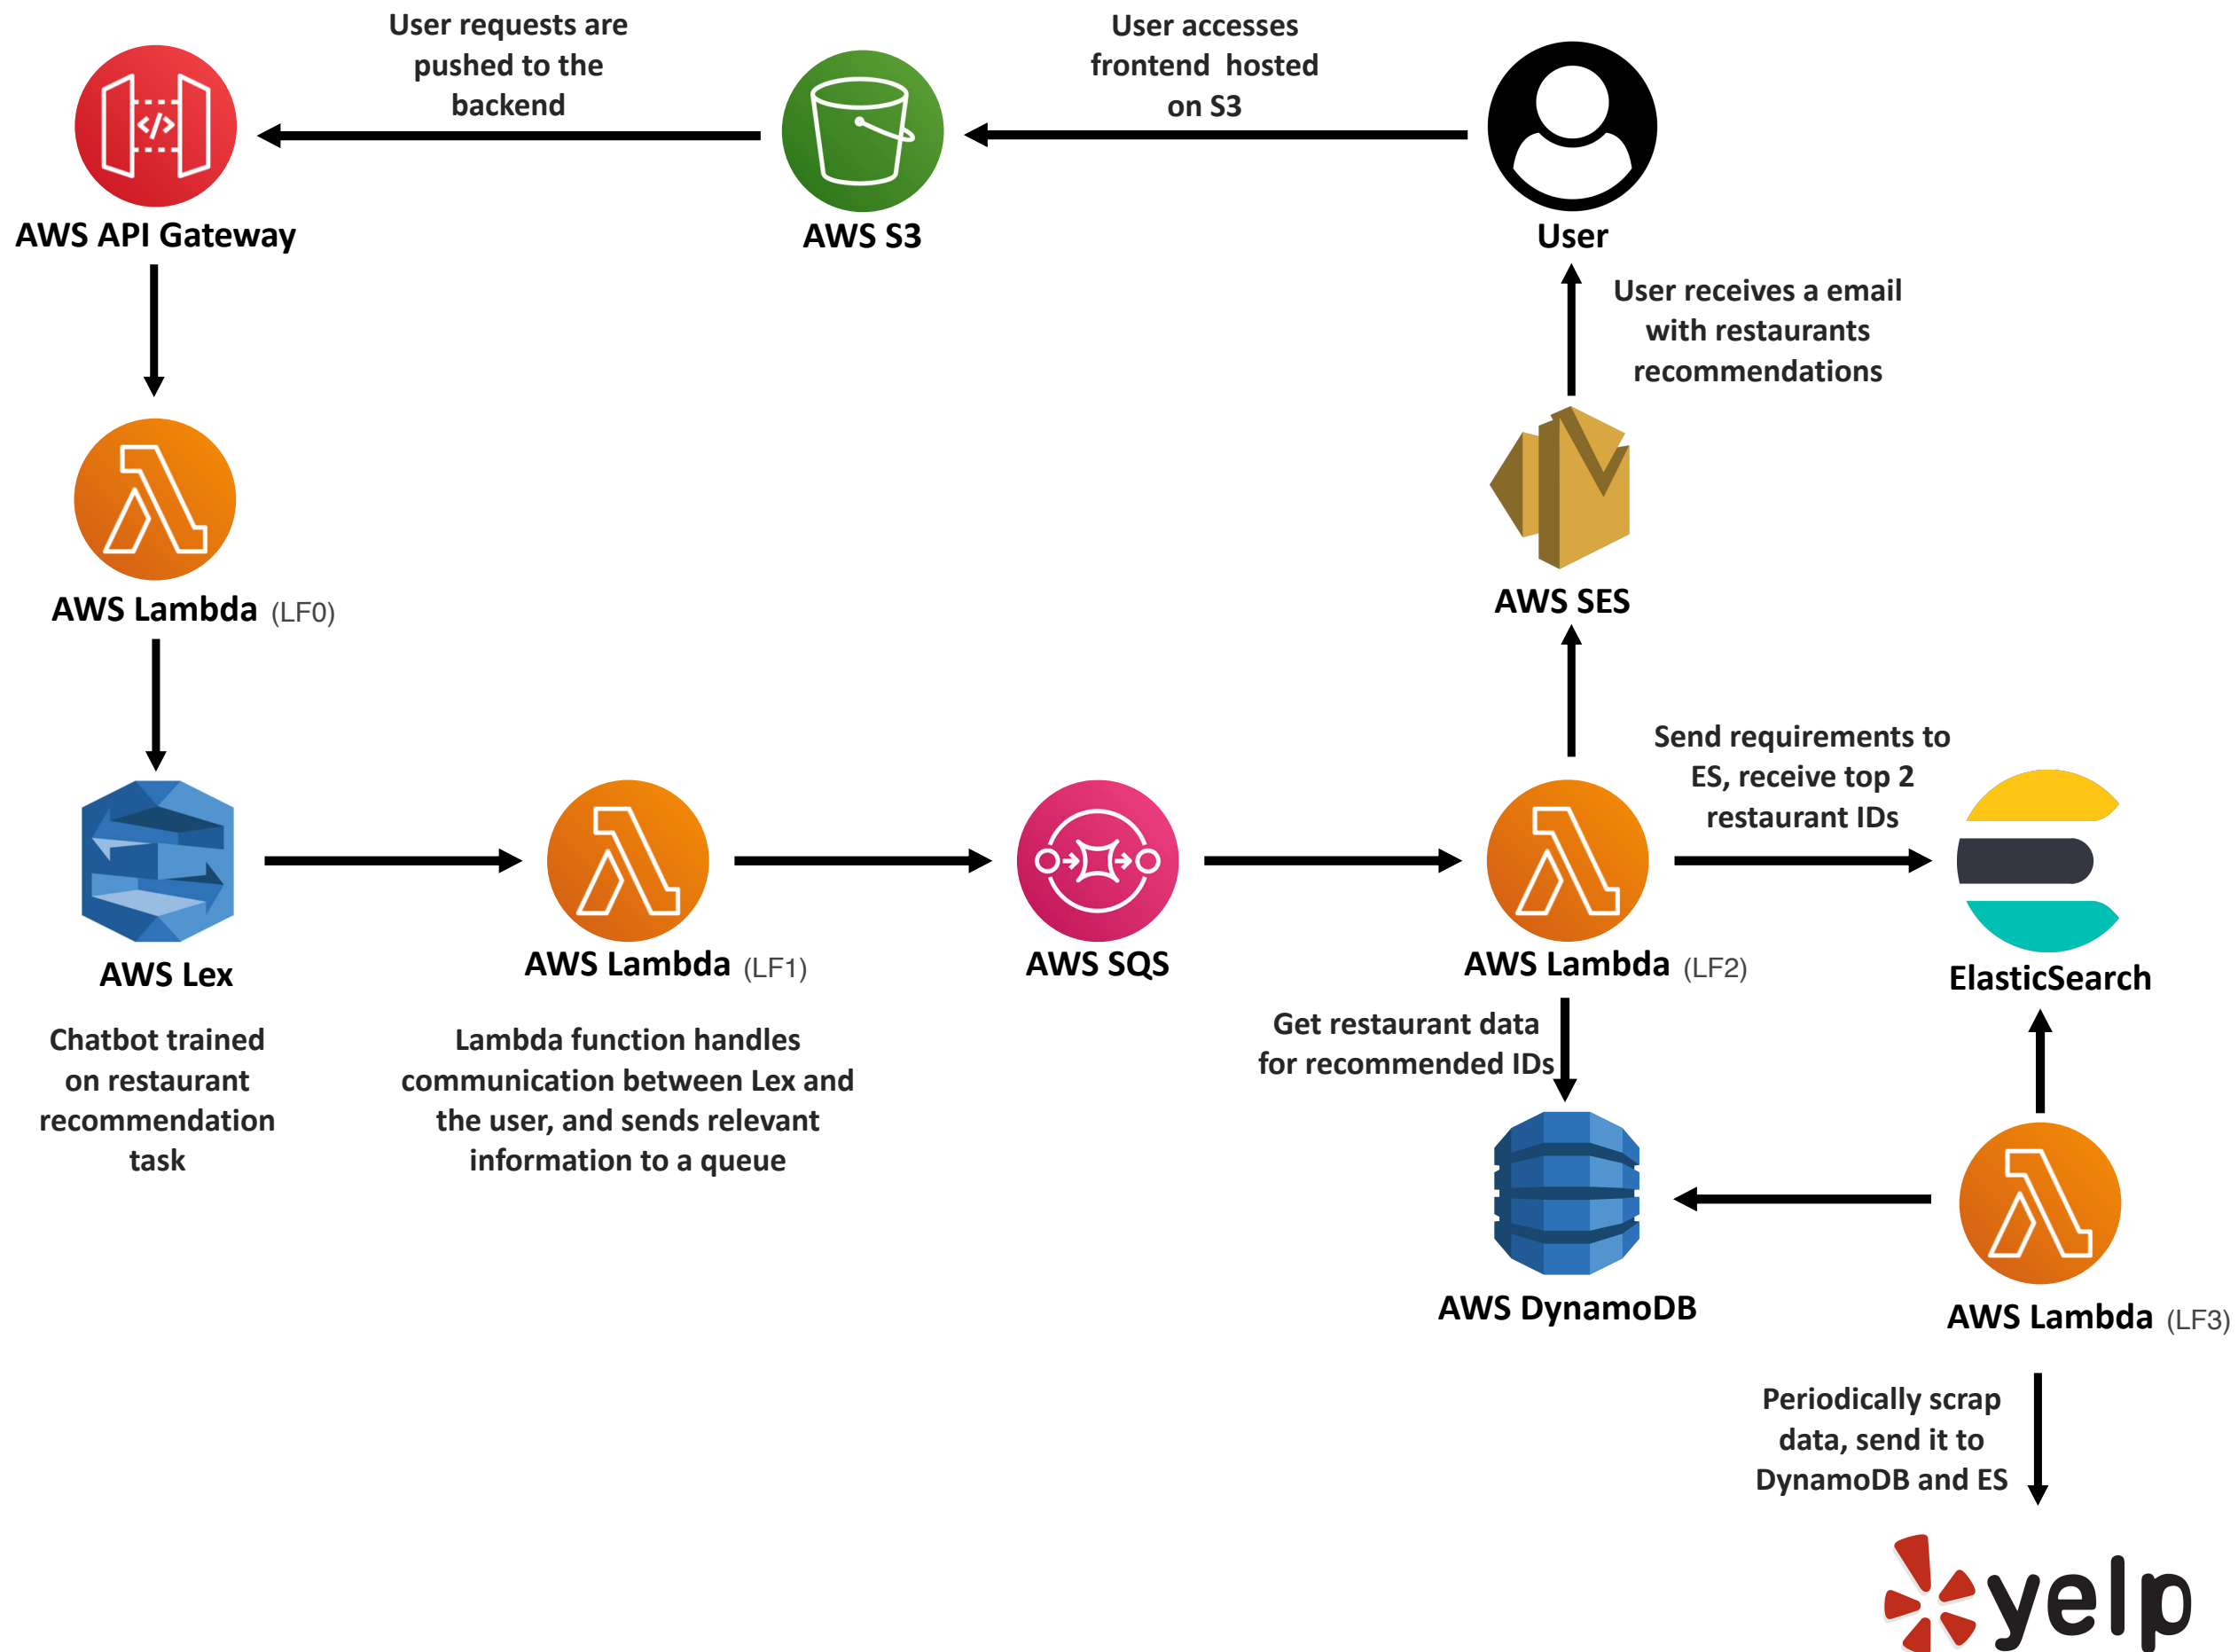 User requests are
pushed to the
backend
User accesses
frontend hosted
on S3
</>
AWS API Gateway
AWS S3
User
User receives a email
with restaurants
recommendations
AWS Lambda (LF0)
AWS SES
Send requirements to
ES, receive top 2
restaurant IDs
AWS Lex
AWS Lambda (LF1)
AWS SQS
AWS Lambda (LF2)
ElasticSearch
Chatbot trained
on restaurant
recommendation
task
Lambda function handles
communication between Lex and
the user, and sends relevant
information to a queue
Get restaurant data
for recommended IDs
AWS DynamoDB
AWS Lambda (LF3)
Periodically scrap
data, send it to
DynamoDB and ES
yelp